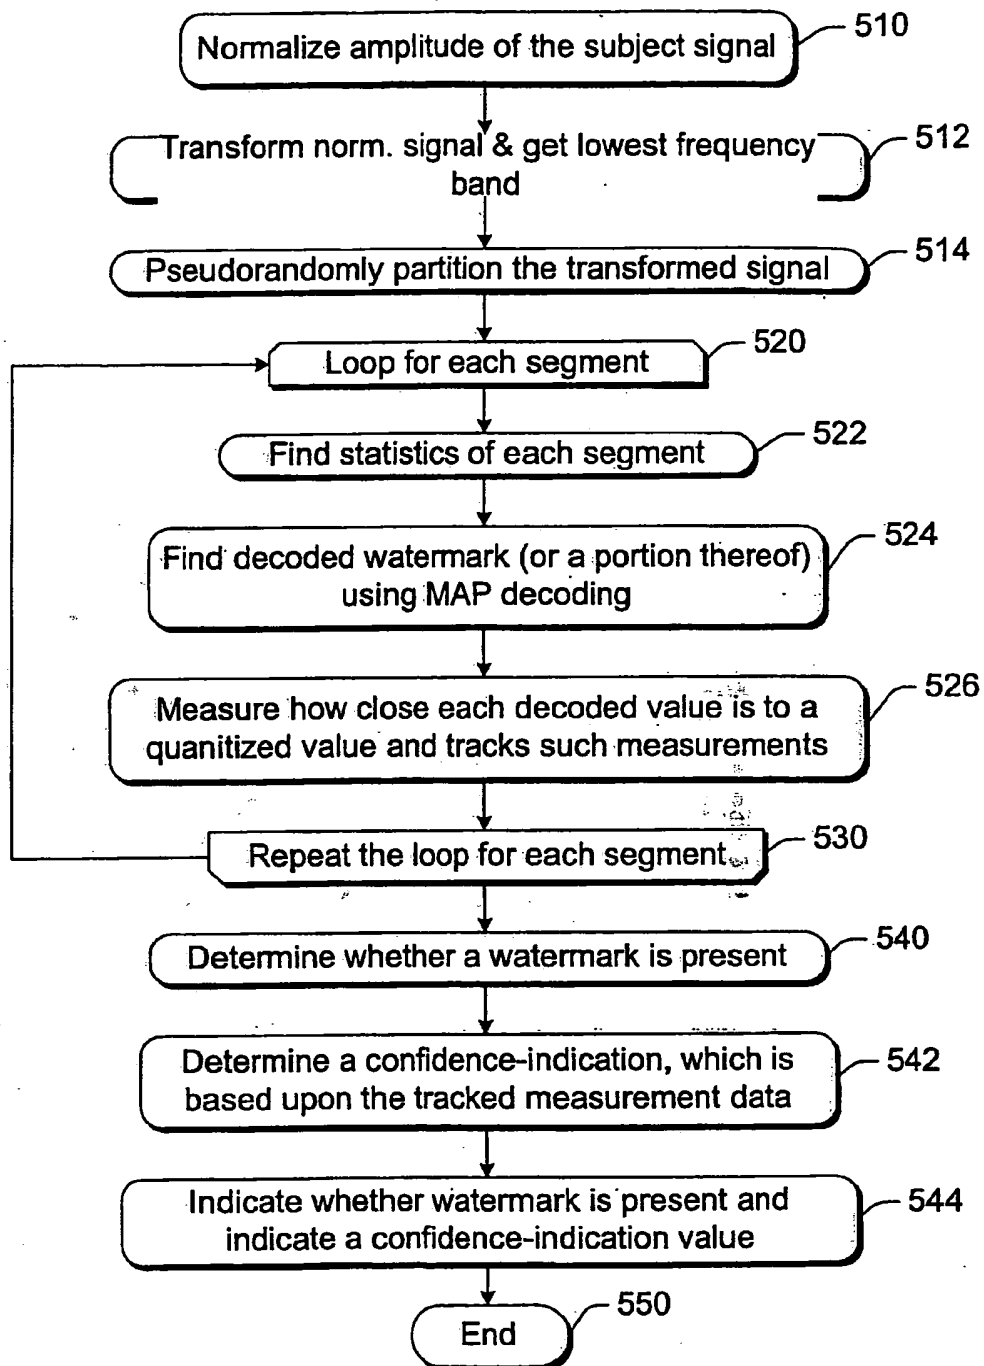 Normalize amplitude of the subject signal
510
Transform norm. signal & get lowest frequency
band
512
Pseudorandomly partition the transformed signal
514
Loop for each segment
520
Find statistics of each segment
522
Find decoded watermark (or a portion thereof)
using MAP decoding
524
Measure how close each decoded value is to a
quanitized value and tracks such measurements
526
Repeat the loop for each segment
530
Determine whether a watermark is present
540
Determine a confidence-indication, which is
based upon the tracked measurement data
542
Indicate whether watermark is present and
indicate a confidence-indication value
544
End
550